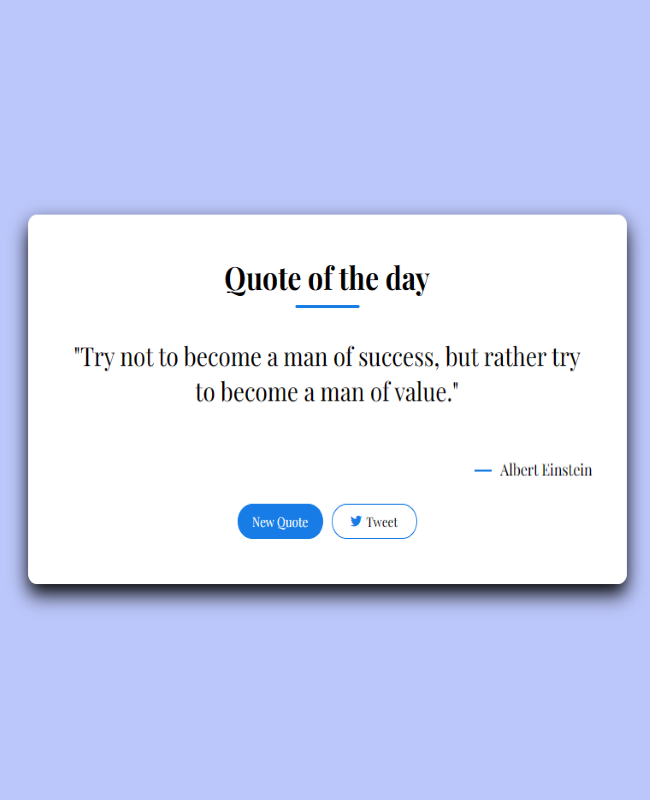 Quote of the day
"Try not to become a man of success, but rather try
to become a man of value."
Albert Einstein
New Quote
Tweet